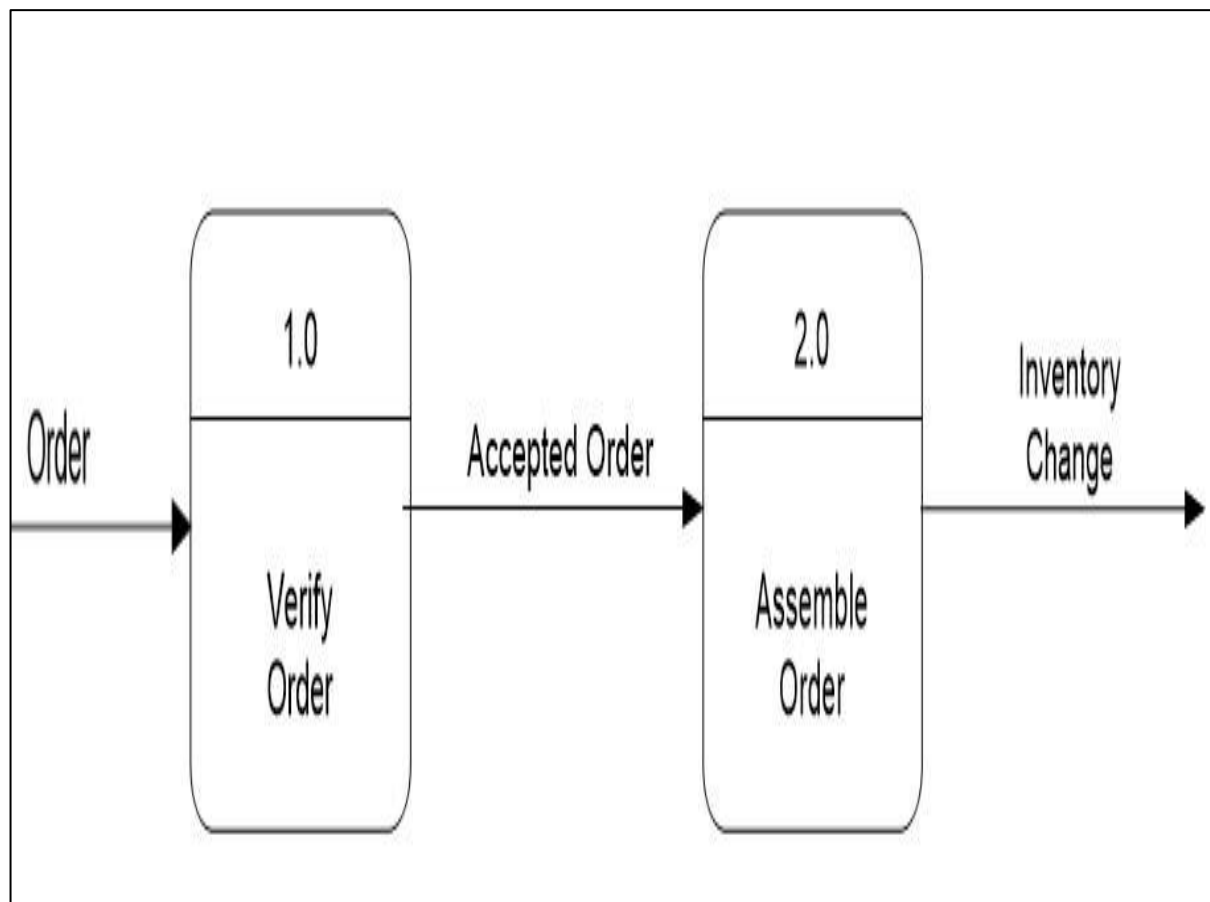 Order
1.0
Verify
Order
Accepted Order
2.0
Assemble
Order
Inventory
Change